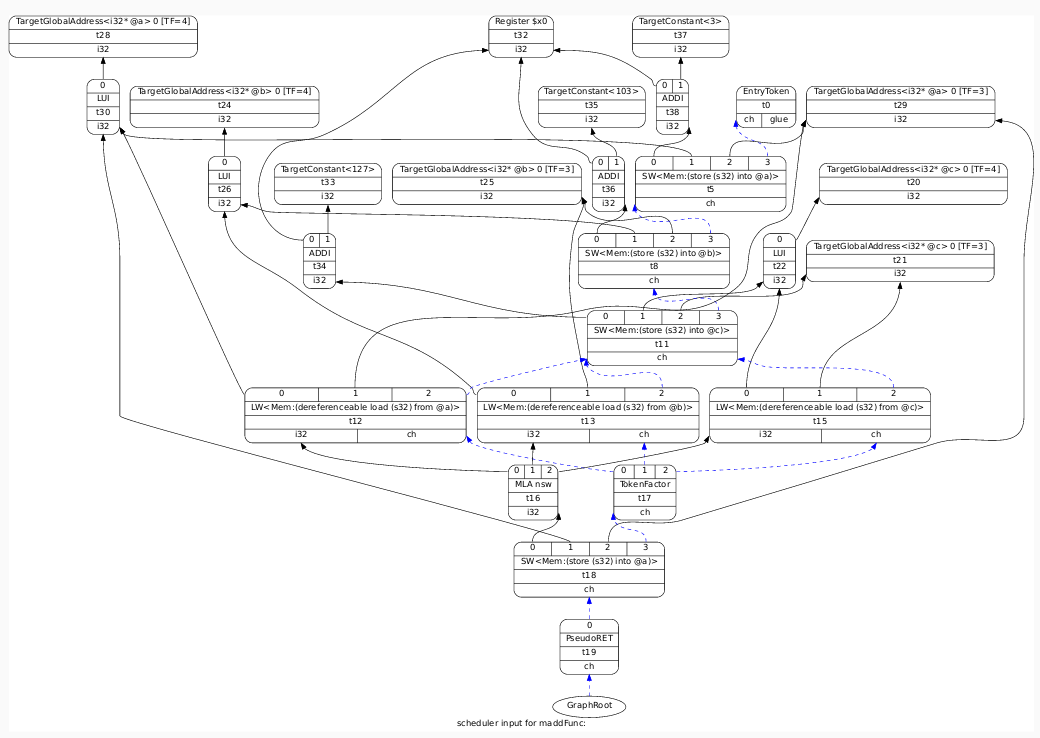 TargetGlobalAddress<i32* @a> 0 [TF=4]
t28
i32
Register $x0
t32
i32
TargetConstant<3>
t37
i32
0
LUI
t30
i32
TargetGlobalAddress<i32* @b> 0 [TF=4]
t24
i32
TargetConstant<103>
t35
i32
0 1
ADDI
t38
i32
EntryToken
t0
ch glue
TargetGlobalAddress<i32* @a> 0 [TF=3]
t29
i32
0
LUI
t26
i32
TargetConstant<127>
t33
i32
TargetGlobalAddress<i32* @b> 0 [TF=3]
t25
i32
0 1
ADDI
t36
i32
0 1 2 3
SW<Mem:(store (s32) into @a)>
t5
ch
TargetGlobalAddress<i32* @c> 0 [TF=4]
t20
i32
0 1
ADDI
t34
i32
0 1 2 3
SW<Mem:(store (s32) into @b)>
t8
ch
0
LUI
t22
i32
TargetGlobalAddress<i32* @c> 0 [TF=3]
t21
i32
0 1 2 3
SW<Mem:(store (s32) into @c)>
t11
ch
0 1 2
LW<Mem:(dereferenceable load (s32) from @a)>
t12
i32 ch
0 1 2
LW<Mem:(dereferenceable load (s32) from @b)>
t13
i32 ch
0 1 2
LW<Mem:(dereferenceable load (s32) from @c)>
t15
i32 ch
0 1 2
MLA nsw
t16
i32
0 1 2
TokenFactor
t17
ch
0 1 2 3
SW<Mem:(store (s32) into @a)>
t18
ch
0
PseudoRET
t19
ch
GraphRoot
scheduler input for maddFunc: